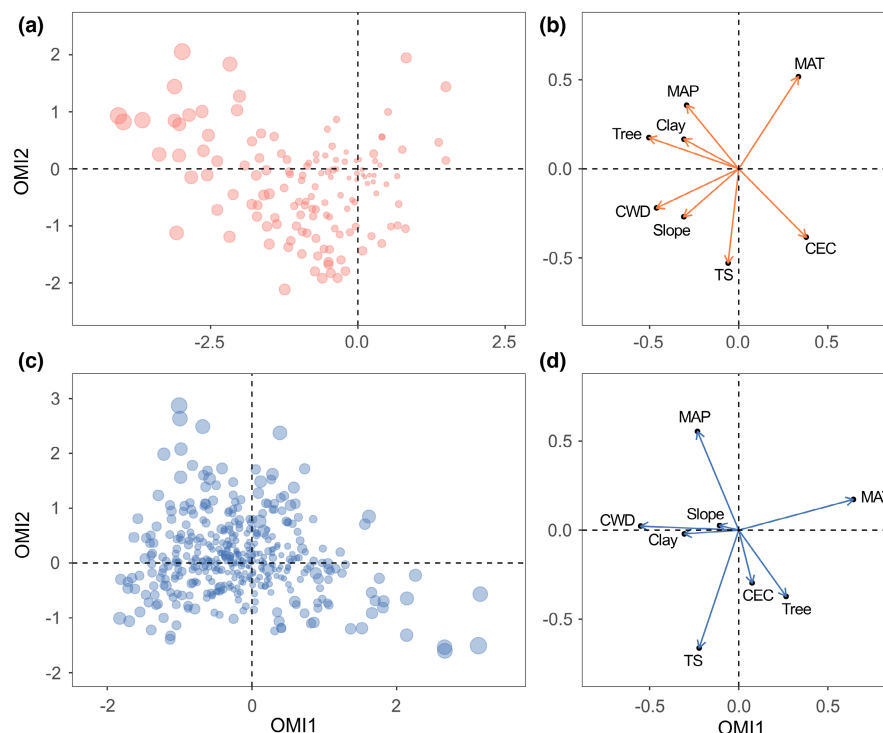 (a)
2
1
0
-1
-2
OMI2
-2.5
0.0
2.5
(b)
0.5
0.0
-0.5
MAT
MAP
Clay
Tree
CWD
Slope
TS
CEC
-0.5
0.0
0.5
(c)
3
2
1
0
-1
-2
OMI2
-2
0
2
OMI1
(d)
0.5
0.0
-0.5
MAP
MAT
Slope
CWD
Clay
CEC
Tree
TS
-0.5
0.0
0.5
OMI1